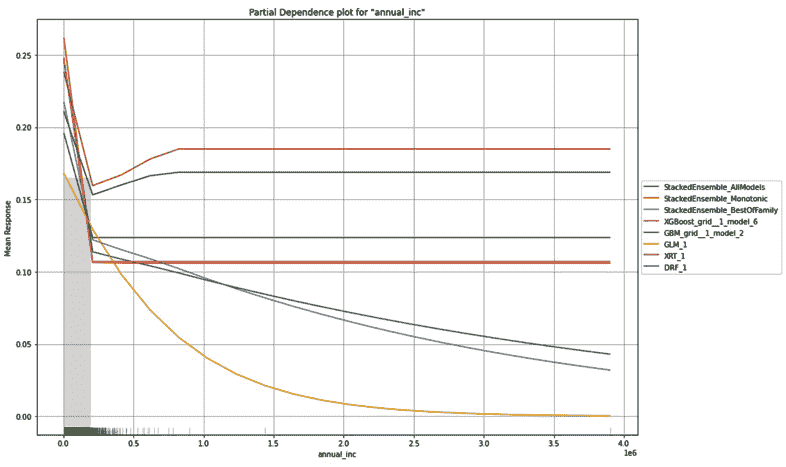 Partial Dependence plot for "annual_inc"
0.25
0.20
0.15
0.10
0.05
0.00
Mean Response
0.0
0.5
1.0
1.5
2.0
2.5
3.0
3.5
4.0
1e6
annual_inc
StackedEnsemble_AllModels
StackedEnsemble_Monotonic
StackedEnsemble_BestOfFamily
XGBoost_grid__1_model_6
GBM_grid__1_model_2
GLM_1
XRT_1
DRF_1